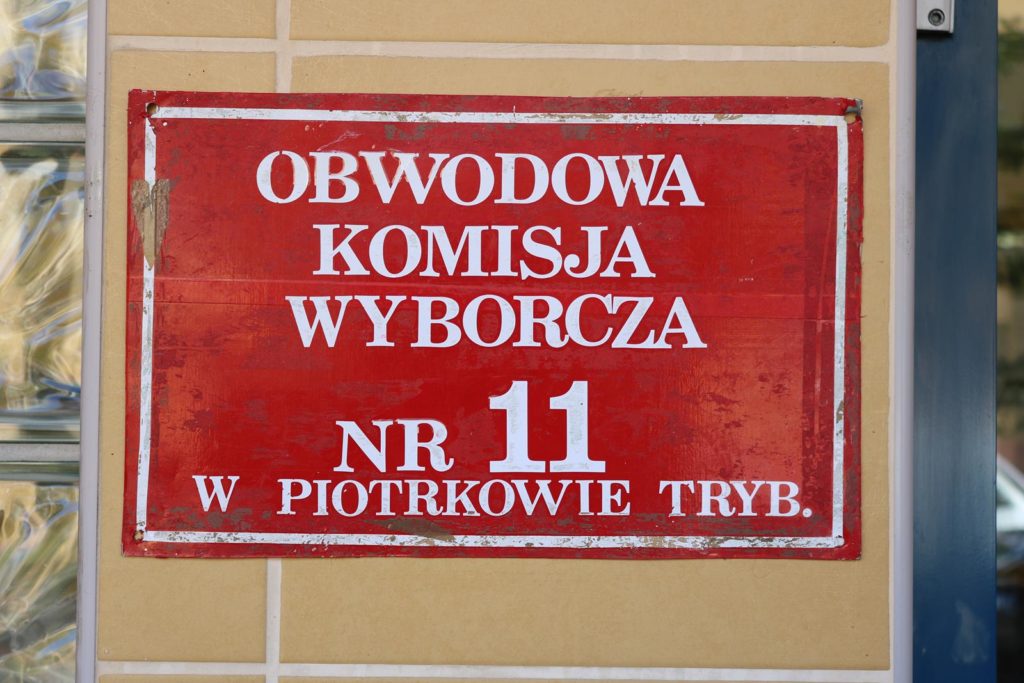 OBWODOWA
KOMISJA
WYBORCZA
NR 11
W PIOTRKOWIE TRYB.